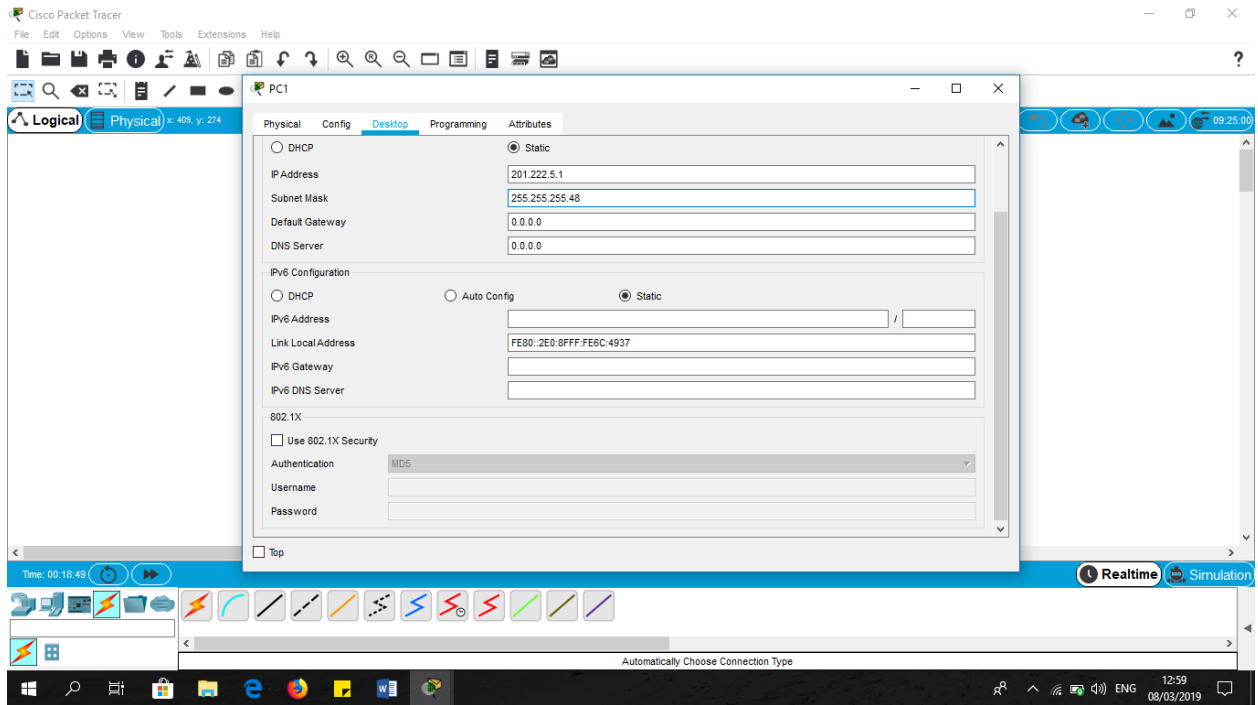 Cisco Packet Tracer
File Edit Options View Tools Extensions Help
?
PC1
Logical Physical x: 409, y: 274
09:25:00
Physical Config Desktop Programming Attributes
DHCP Static
IP Address 201.222.5.1
Subnet Mask 255.255.255.48
Default Gateway 0.0.0.0
DNS Server 0.0.0.0
IPv6 Configuration
DHCP Auto Config Static
IPv6 Address /
Link Local Address FE80::2E0:8FFF:FE6C:4937
IPv6 Gateway
IPv6 DNS Server
802.1X
Use 802.1X Security
Authentication MD5
Username
Password
Top
Time: 00:18:49 Realtime Simulation
Automatically Choose Connection Type
ENG 12:59
08/03/2019